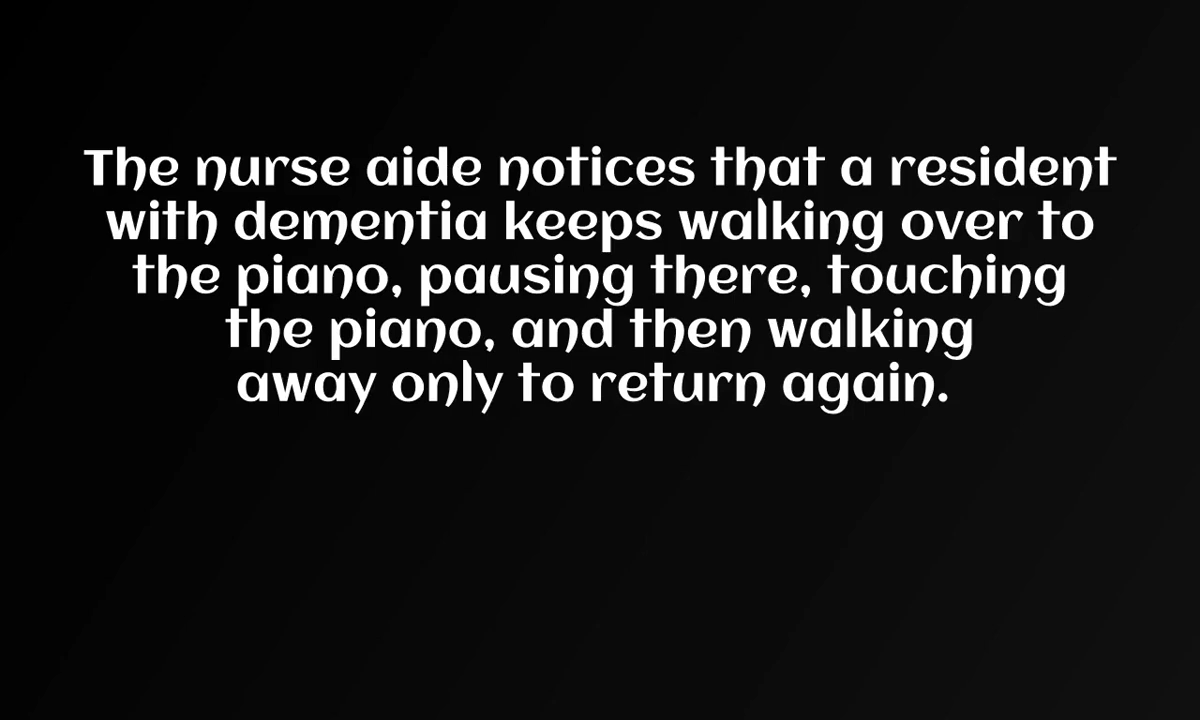 The nurse aide notices that a resident
with dementia keeps walking over to
the piano, pausing there, touching
the piano, and then walking
away only to return again.